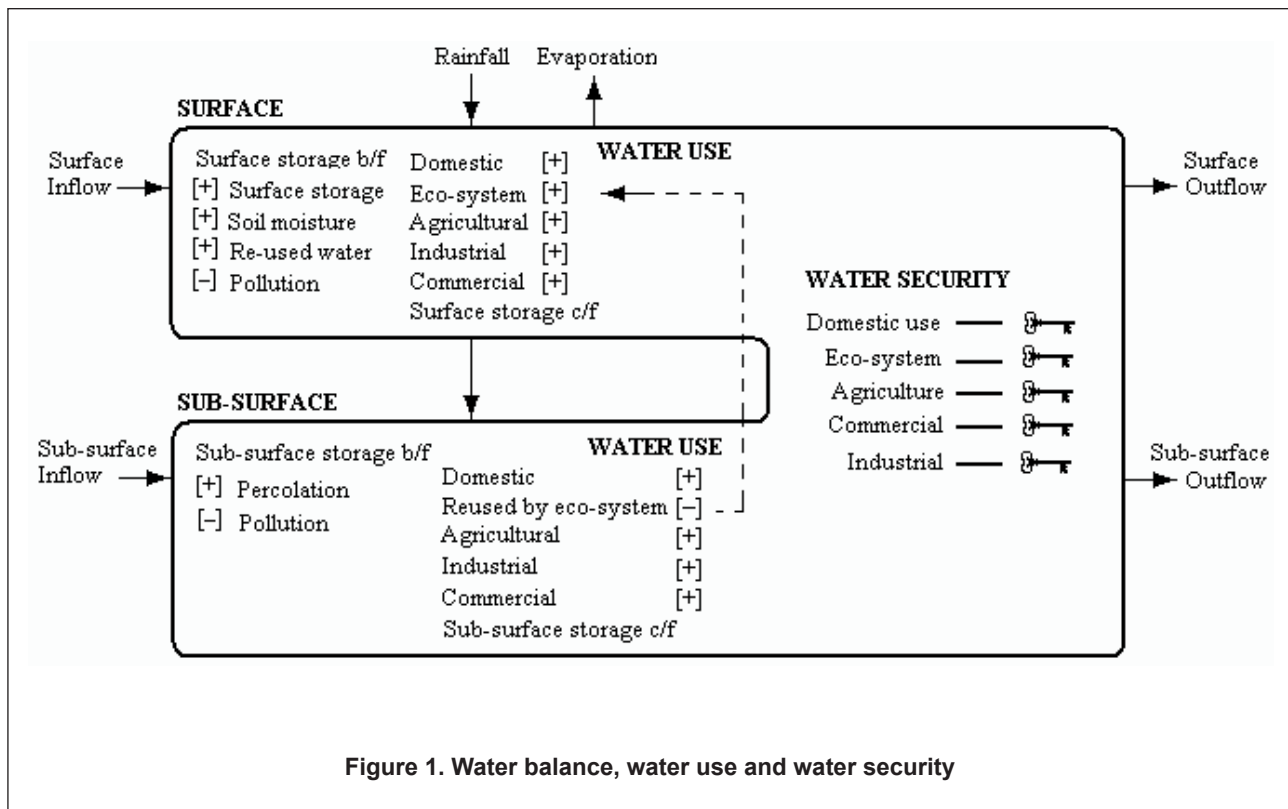 Rainfall Evaporation
SURFACE
Surface
Inflow
Surface storage b/f
[+] Surface storage
[+] Soil moisture
[+] Re-used water
[–] Pollution
WATER USE
Domestic [+]
Eco-system [+]
Agricultural [+]
Industrial [+]
Commercial [+]
Surface storage c/f
Surface
Outflow
WATER SECURITY
Domestic use
Eco-system
Agriculture
Commercial
Industrial
SUB-SURFACE
Sub-surface
Inflow
Sub-surface storage b/f
[+] Percolation
[–] Pollution
WATER USE
Domestic [+]
Reused by eco-system [–]
Agricultural [+]
Industrial [+]
Commercial [+]
Sub-surface storage c/f
Sub-surface
Outflow
Figure 1. Water balance, water use and water security